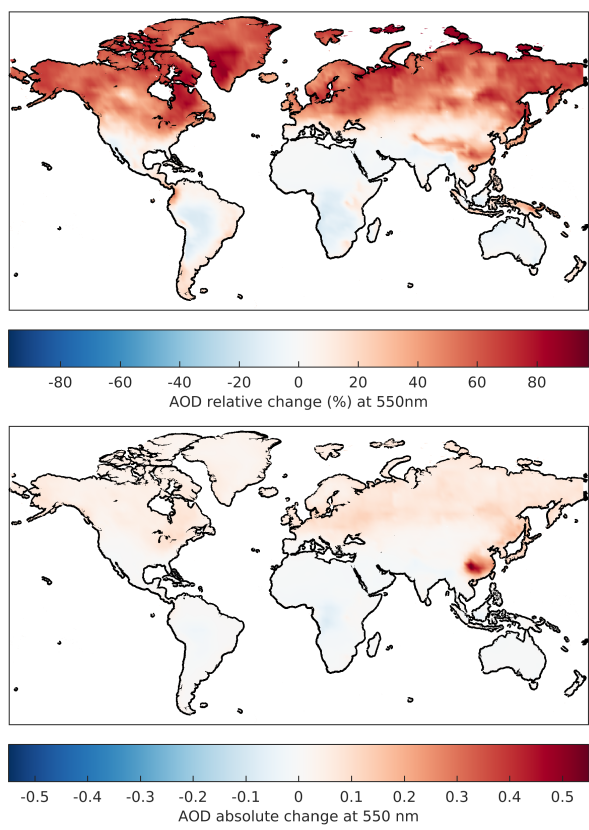 -80 -60 -40 -20 0 20 40 60 80
AOD relative change (%) at 550nm
-0.5 -0.4 -0.3 -0.2 -0.1 0 0.1 0.2 0.3 0.4 0.5
AOD absolute change at 550 nm